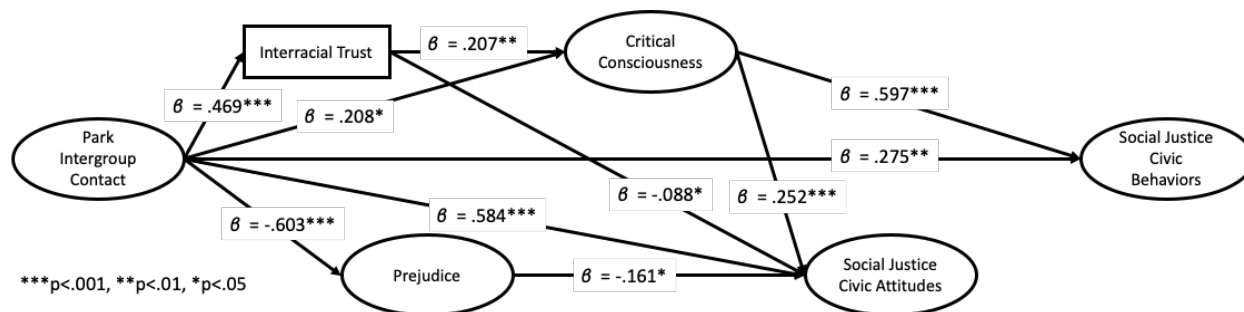 Interracial Trust
β = .207**
Critical
Consciousness
β = .469***
β = .208*
β = .597***
Park
Intergroup
Contact
β = .275**
Social Justice
Civic
Behaviors
β = -.088*
β = .252***
β = -.603***
β = .584***
Prejudice
β = -.161*
Social Justice
Civic Attitudes
***p<.001, **p<.01, *p<.05